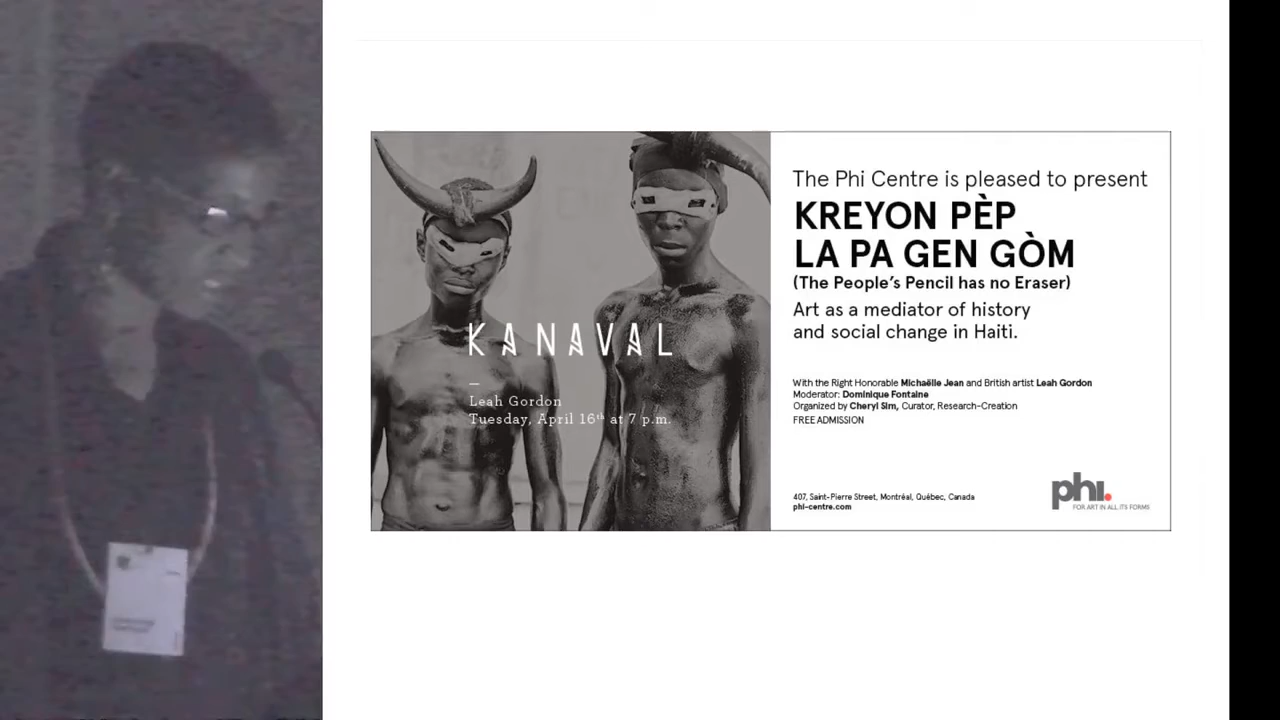 KANAVAL
Leah Gordon
Tuesday, April 16th at 7 p.m.
The Phi Centre is pleased to present
KREYON PÈP
LA PA GEN GÒM
(The People's Pencil has no Eraser)
Art as a mediator of history
and social change in Haiti.
With the Right Honorable Michaëlle Jean and British artist Leah Gordon
Moderator: Dominique Fontaine
Organized by Cheryl Sim, Curator, Research-Creation
FREE ADMISSION
407, Saint-Pierre Street, Montréal, Québec, Canada
phi-centre.com
phi.
FOR ART IN ALL ITS FORMS